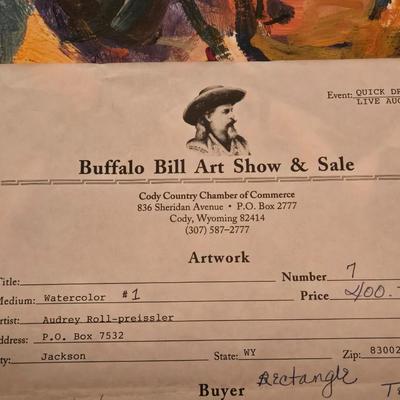 Event: QUICK DR
LIVE AUC
Buffalo Bill Art Show & Sale
Cody Country Chamber of Commerce
836 Sheridan Avenue • P.O. Box 2777
Cody, Wyoming 82414
(307) 587-2777
Artwork
Title: Number 7
Medium: Watercolor #1 Price 400.
Artist: Audrey Roll-preissler
Address: P.O. Box 7532
City: Jackson State: WY Zip: 83002
Buyer Rectangle